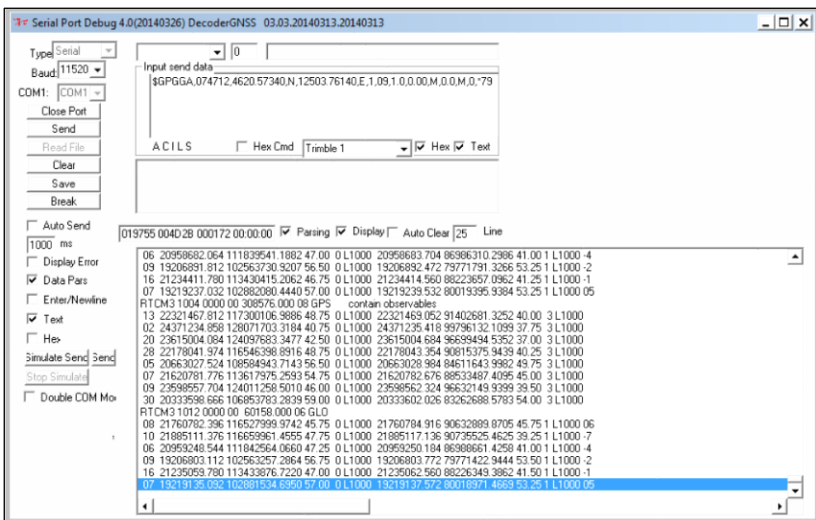 Serial Port Debug 4.0(20140326) DecoderGNSS 03.03.20140313.20140313
Type Serial
0
Baud: 11520
Input send data
$GPGGA,074712,4620.57340,N,12503.76140,E,1,09,1.0,0.00,M,0.0,M,0,*79
COM1: COM1
Close Port
Send
Read File
A C I L S Hex Cmd Trimble 1 Hex Text
Clear
Save
Break
Auto Send
019755 004D2B 000172 00:00:00 Parsing Display Auto Clear 25 Line
1000 ms
Display Error
Data Pars
Enter/Newline
Text
Hex
Simulate Send Send
Stop Simulate
Double COM Mo
06 20958682.064 111839541.1882 47.00 0 L1000 20958683.704 86986310.2986 41.00 1 L1000 -4
09 19206891.812 102563730.9207 56.50 0 L1000 19206892.472 79771791.3266 53.25 1 L1000 -2
16 21234411.780 113430415.2062 46.75 0 L1000 21234414.560 88223657.0962 41.25 1 L1000 -1
07 19219237.032 102882080.4440 57.00 0 L1000 19219239.532 80019395.9384 53.25 1 L1000 05
RTCM3 1004 0000 00 308576.000 08 GPS contain observables
13 22321467.812 117300106.9886 48.75 0 L1000 22321469.052 91402681.3252 40.00 3 L1000
02 24371234.858 128071703.3184 40.75 0 L1000 24371235.418 99796132.1099 37.75 3 L1000
20 23615004.084 124097683.3477 42.50 0 L1000 23615004.684 96699494.5352 37.00 3 L1000
28 22178041.974 116546398.8916 48.75 0 L1000 22178043.354 90815375.9439 40.25 3 L1000
05 20663027.524 108584943.7143 56.50 0 L1000 20663028.984 84611643.9982 49.75 3 L1000
07 21620781.776 113617975.2593 54.75 0 L1000 21620782.676 88533487.4095 45.00 3 L1000
09 23598557.704 124011258.5010 46.00 0 L1000 23598562.324 96632149.9399 39.50 3 L1000
30 20333598.666 106853783.2839 59.00 0 L1000 20333602.026 83262688.5783 54.00 3 L1000
RTCM3 1012 0000 00 60158.000 06 GLO
08 21760782.396 116527999.9742 45.75 0 L1000 21760784.916 90632889.8705 45.75 1 L1000 06
10 21885111.376 116659961.4555 47.75 0 L1000 21885117.136 90735525.4625 39.25 1 L1000 -7
06 20959248.544 111842564.0660 47.25 0 L1000 20959250.184 86988661.4258 41.00 1 L1000 -4
09 19206803.112 102563257.2864 56.75 0 L1000 19206803.772 79771422.9444 53.50 1 L1000 -2
16 21235059.780 113433876.7220 47.00 0 L1000 21235062.560 88226349.3862 41.50 1 L1000 -1
07 19219135.092 102881534.6950 57.00 0 L1000 19219137.572 80018971.4669 53.25 1 L1000 05